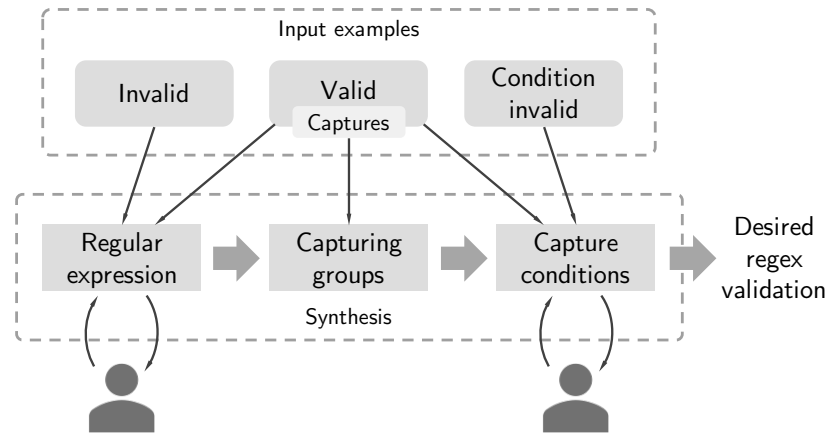 Input examples
Invalid
Valid
Captures
Condition
invalid
Regular
expression
Capturing
groups
Capture
conditions
Desired
regex
validation
Synthesis